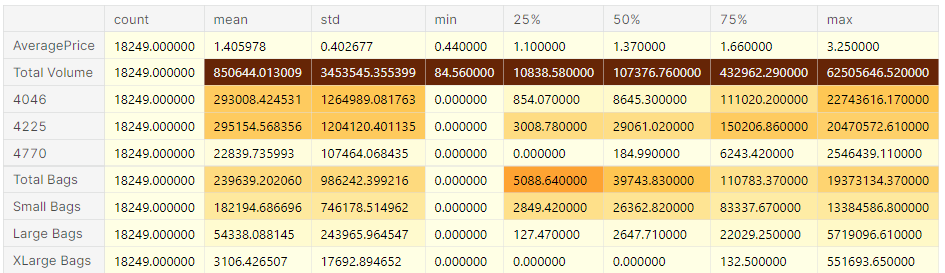 count mean std min 25% 50% 75% max
AveragePrice 18249.000000 1.405978 0.402677 0.440000 1.100000 1.370000 1.660000 3.250000
Total Volume 18249.000000 850644.013009 3453545.355399 84.560000 10838.580000 107376.760000 432962.290000 62505646.520000
4046 18249.000000 293008.424531 1264989.081763 0.000000 854.070000 8645.300000 111020.200000 22743616.170000
4225 18249.000000 295154.568356 1204120.401135 0.000000 3008.780000 29061.020000 150206.860000 20470572.610000
4770 18249.000000 22839.735993 107464.068435 0.000000 0.000000 184.990000 6243.420000 2546439.110000
Total Bags 18249.000000 239639.202060 986242.399216 0.000000 5088.640000 39743.830000 110783.370000 19373134.370000
Small Bags 18249.000000 182194.686696 746178.514962 0.000000 2849.420000 26362.820000 83337.670000 13384586.800000
Large Bags 18249.000000 54338.088145 243965.964547 0.000000 127.470000 2647.710000 22029.250000 5719096.610000
XLarge Bags 18249.000000 3106.426507 17692.894652 0.000000 0.000000 0.000000 132.500000 551693.650000